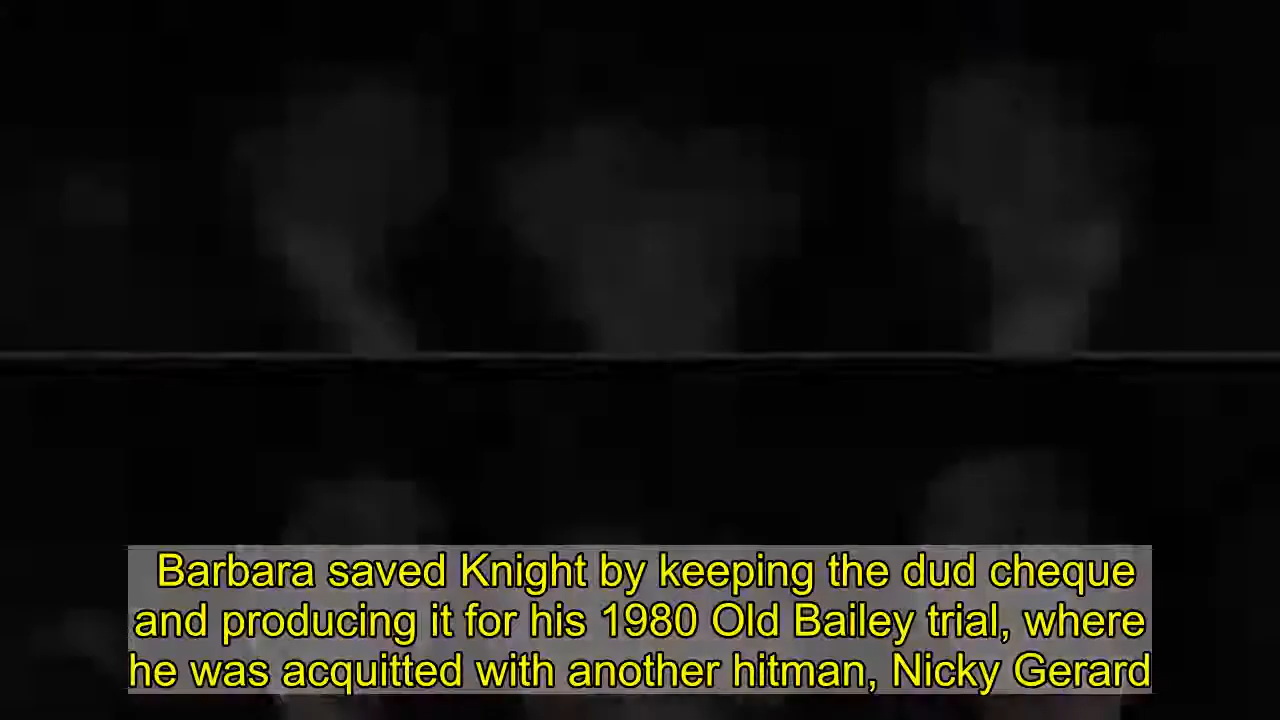 Barbara saved Knight by keeping the dud cheque
and producing it for his 1980 Old Bailey trial, where
he was acquitted with another hitman, Nicky Gerard